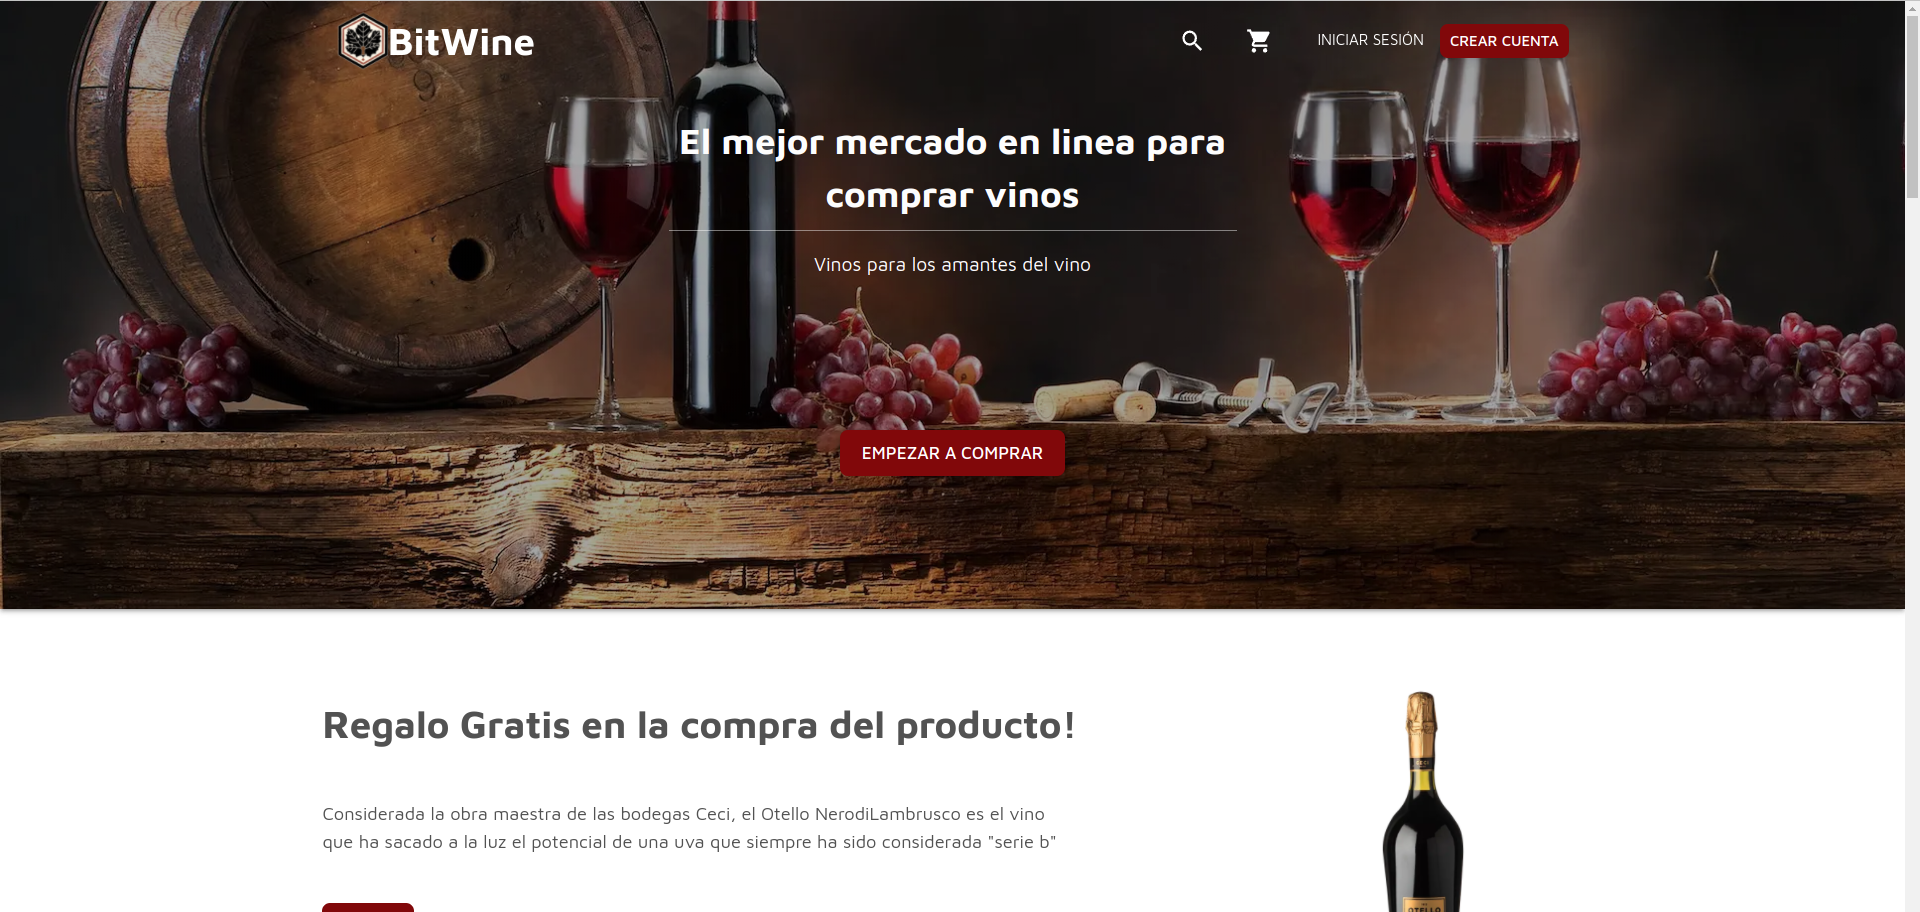 BitWine
INICIAR SESIÓN
CREAR CUENTA
El mejor mercado en linea para
comprar vinos
Vinos para los amantes del vino
EMPEZAR A COMPRAR
Regalo Gratis en la compra del producto!
Considerada la obra maestra de las bodegas Ceci, el Otello NerodiLambrusco es el vino
que ha sacado a la luz el potencial de una uva que siempre ha sido considerada "serie b"
OTELLO